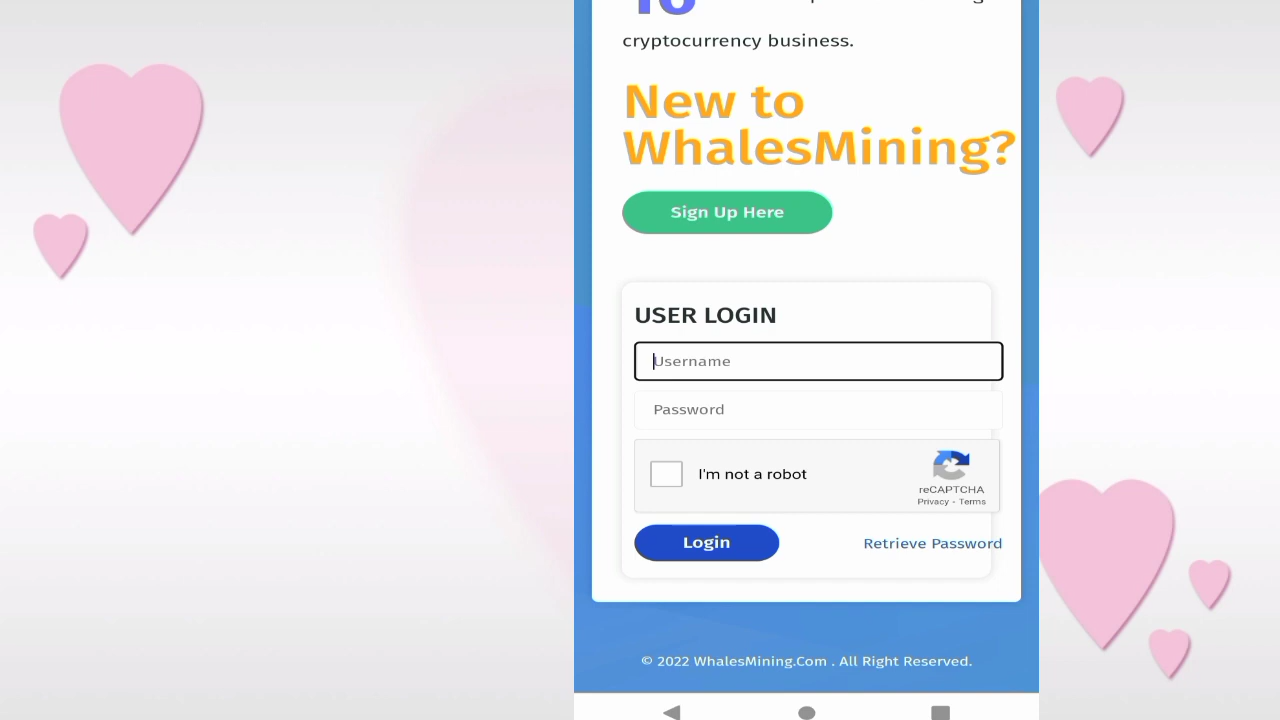 cryptocurrency business.
New to
WhalesMining?
Sign Up Here
USER LOGIN
Username
Password
I'm not a robot
reCAPTCHA
Privacy - Terms
Login
Retrieve Password
© 2022 WhalesMining.Com . All Right Reserved.